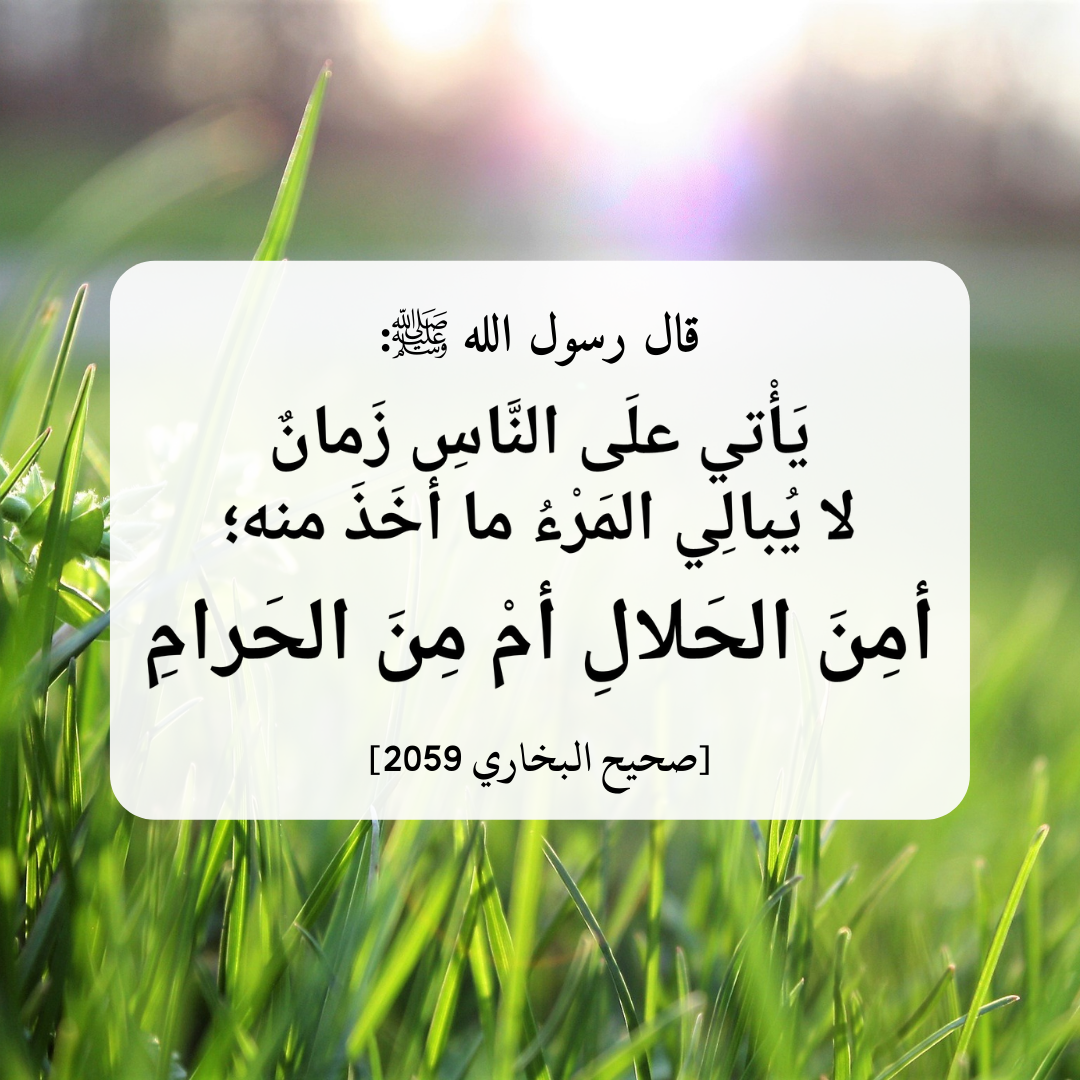 قال رسول الله ﷺ:
يَأْتي علَى النَّاسِ زَمانٌ
لا يُبالِي المَرْءُ ما أخَذَ منه؛
أمِنَ الحَلالِ أمْ مِنَ الحَرامِ
[صحيح البخاري 2059]